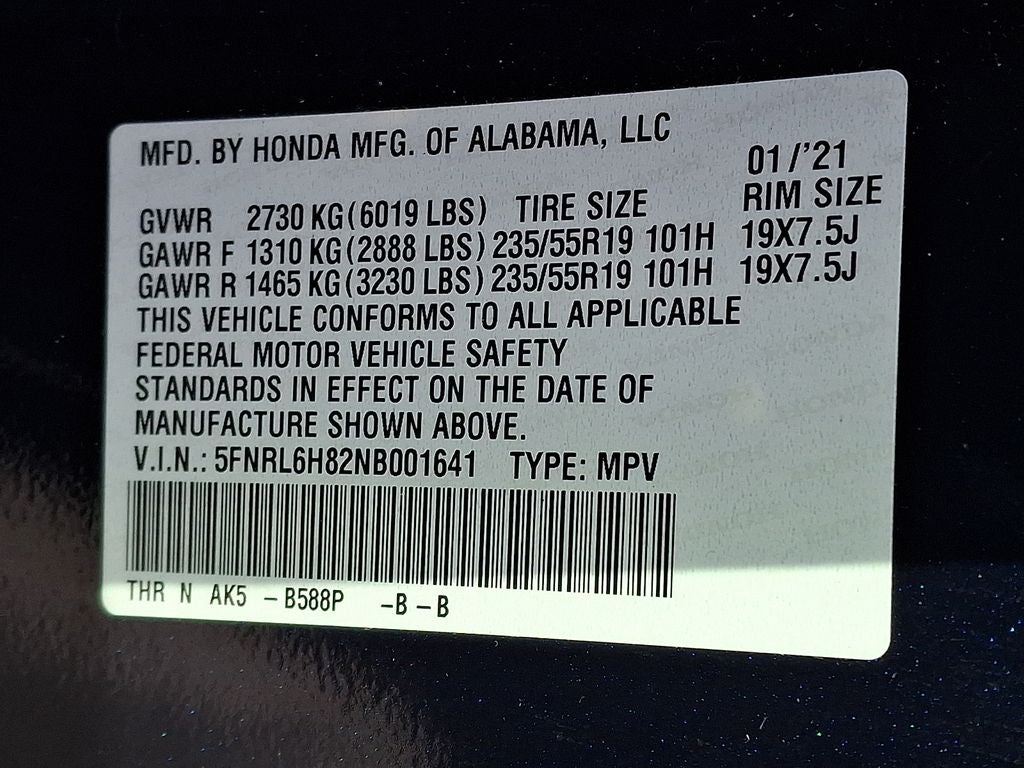 MFD. BY HONDA MFG. OF ALABAMA, LLC
01/'21
GVWR 2730 KG(6019 LBS) TIRE SIZE RIM SIZE
GAWR F 1310 KG(2888 LBS) 235/55R19 101H 19X7.5J
GAWR R 1465 KG(3230 LBS) 235/55R19 101H 19X7.5J
THIS VEHICLE CONFORMS TO ALL APPLICABLE
FEDERAL MOTOR VEHICLE SAFETY
STANDARDS IN EFFECT ON THE DATE OF
MANUFACTURE SHOWN ABOVE.
V.I.N.: 5FNRL6H82NB001641 TYPE: MPV
THR N AK5 -B588P -B-B